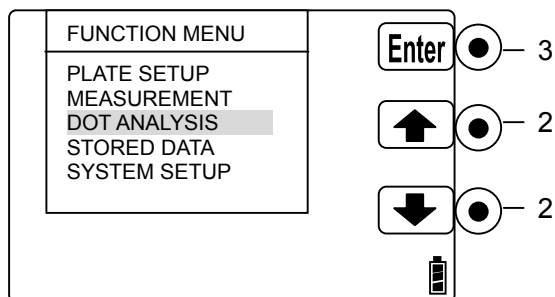 FUNCTION MENU
PLATE SETUP
MEASUREMENT
DOT ANALYSIS
STORED DATA
SYSTEM SETUP
Enter
3
2
2